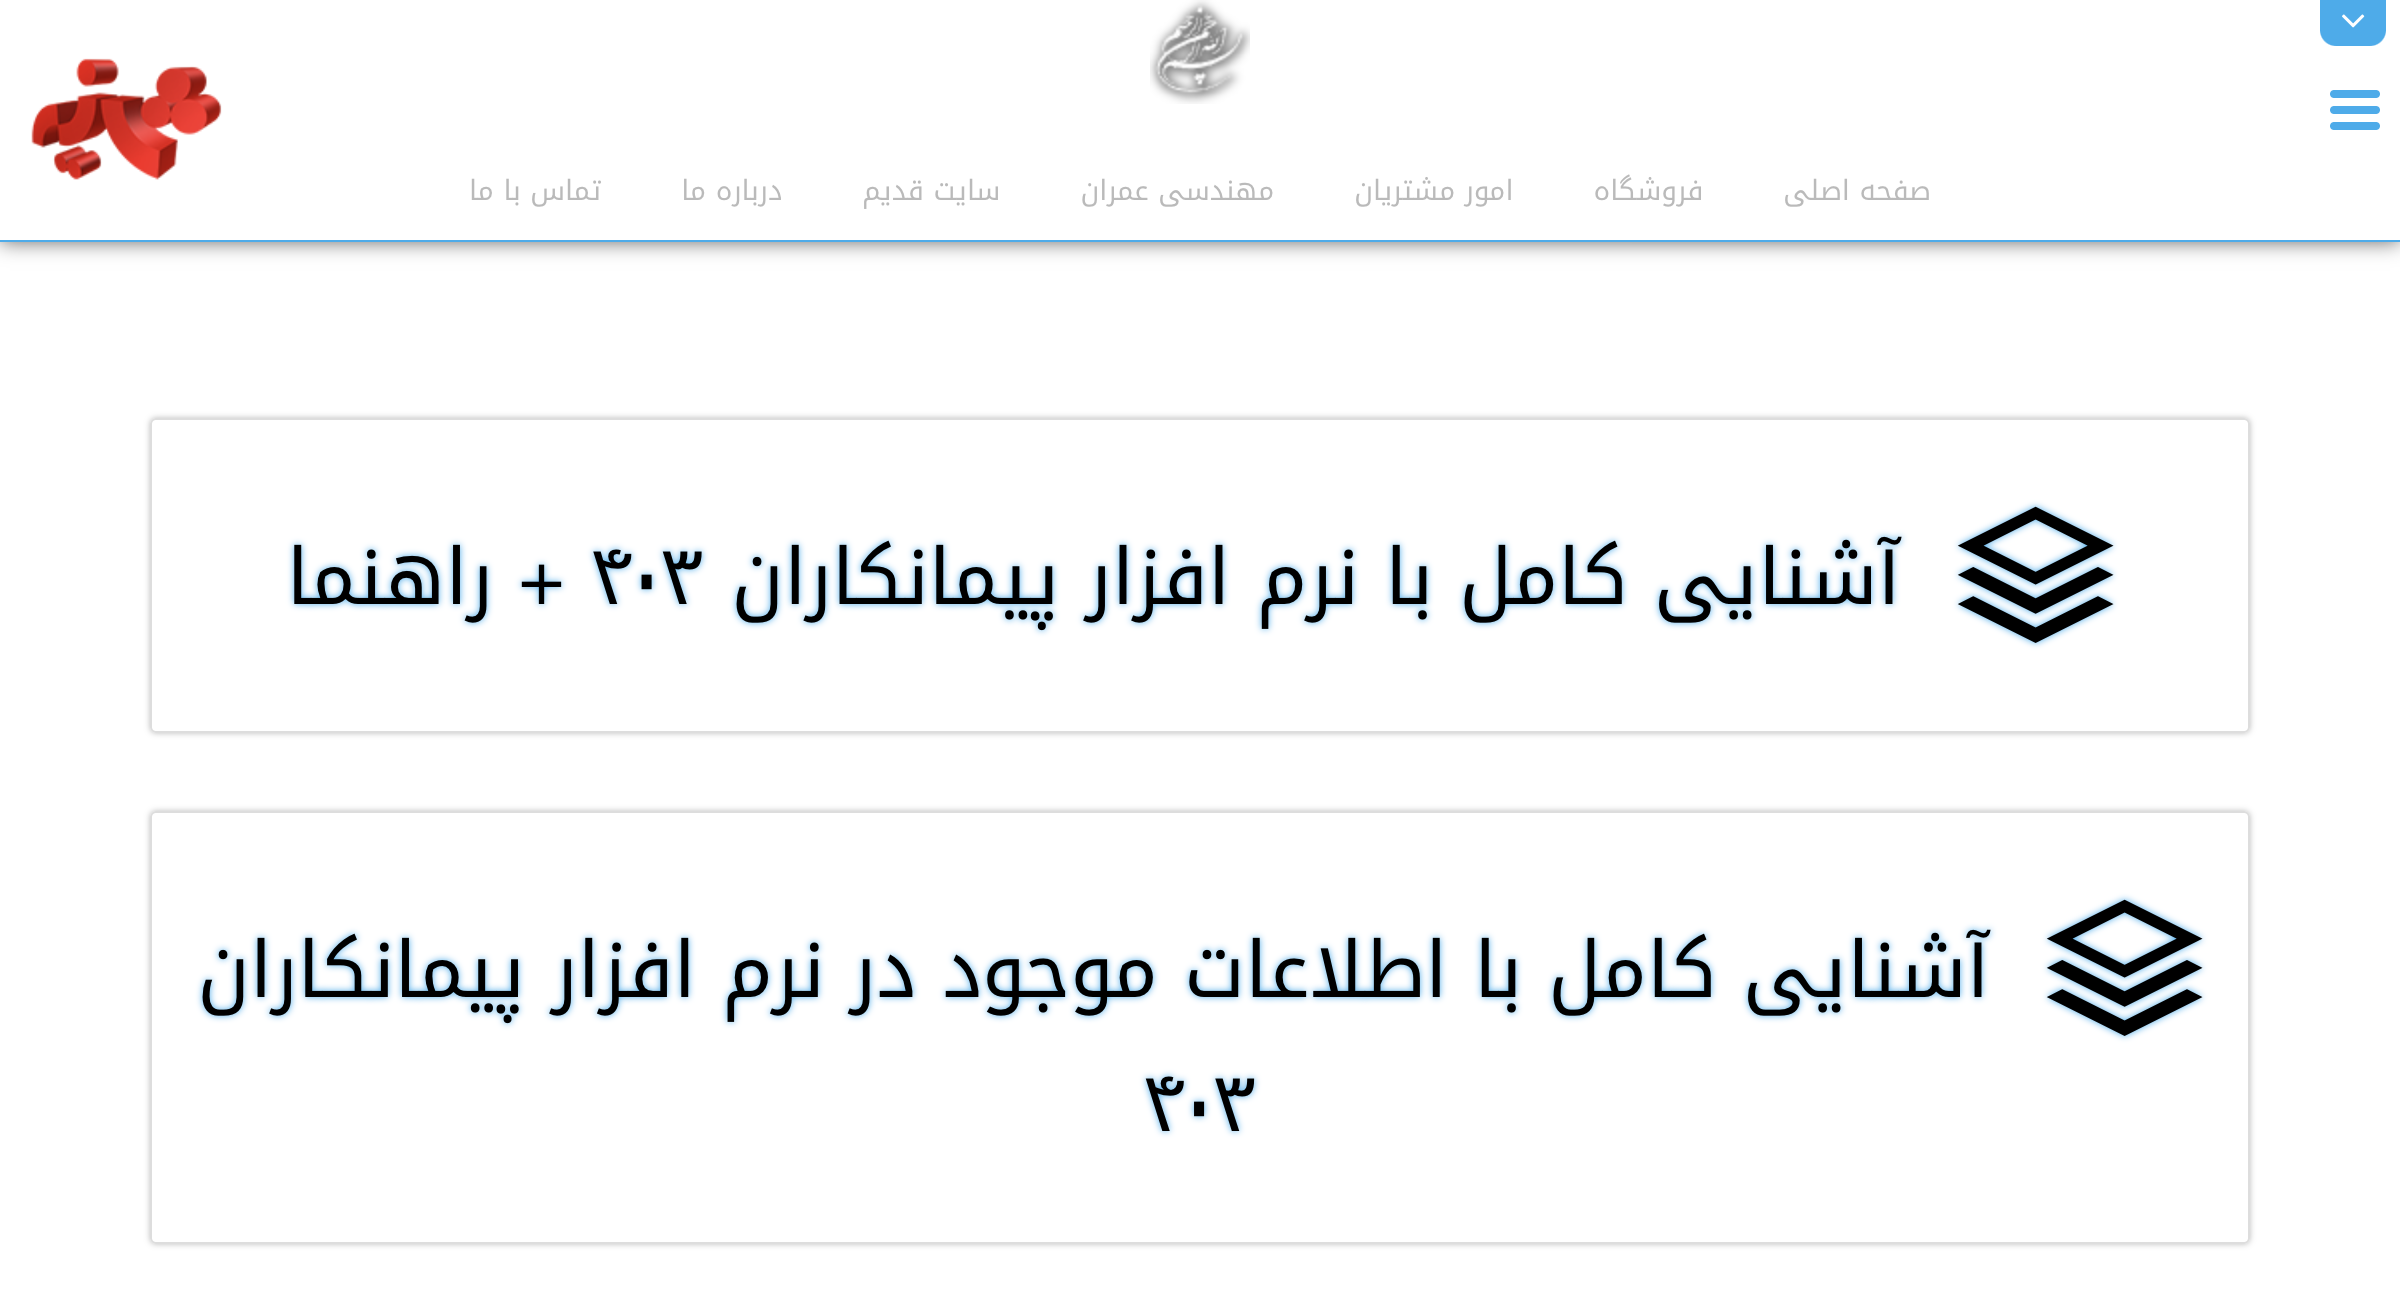 صفحه اصلی
فروشگاه
امور مشتریان
مهندسی عمران
سایت قدیم
درباره ما
تماس با ما
آشنایی کامل با نرم افزار پیمانکاران ۴۰۳ + راهنما
آشنایی کامل با اطلاعات موجود در نرم افزار پیمانکاران
۴۰۳